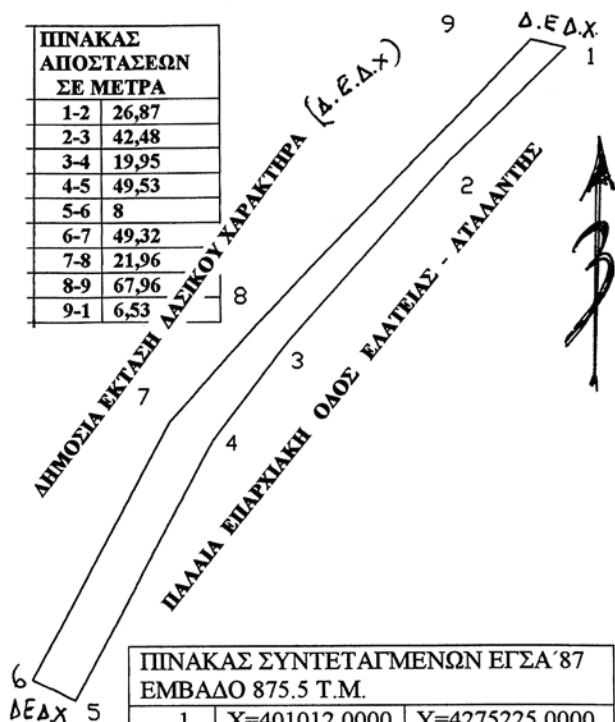 ΠΙΝΑΚΑΣ
ΑΠΟΣΤΑΣΕΩΝ
ΣΕ ΜΕΤΡΑ
1-2 26,87
2-3 42,48
3-4 19,95
4-5 49,53
5-6 8
6-7 49,32
7-8 21,96
8-9 67,96
9-1 6,53
9
Δ.Ε Δ.Χ.
1
ΔΗΜΟΣΙΑ ΕΚΤΑΣΗ ΔΑΣΙΚΟΥ ΧΑΡΑΚΤΗΡΑ (Δ.Ε.Δ.Χ)
2
8
3
7
4
ΠΑΛΑΙΑ ΕΠΑΡΧΙΑΚΗ ΟΔΟΣ ΕΛΑΤΕΙΑΣ - ΑΤΑΛΑΝΤΗΣ
6
ΔΕΔΧ 5
ΠΙΝΑΚΑΣ ΣΥΝΤΕΤΑΓΜΕΝΩΝ ΕΓΣΑ΄87
ΕΜΒΑΔΟ 875.5 Τ.Μ.
1 Χ=401012,0000 Υ=4275225,0000